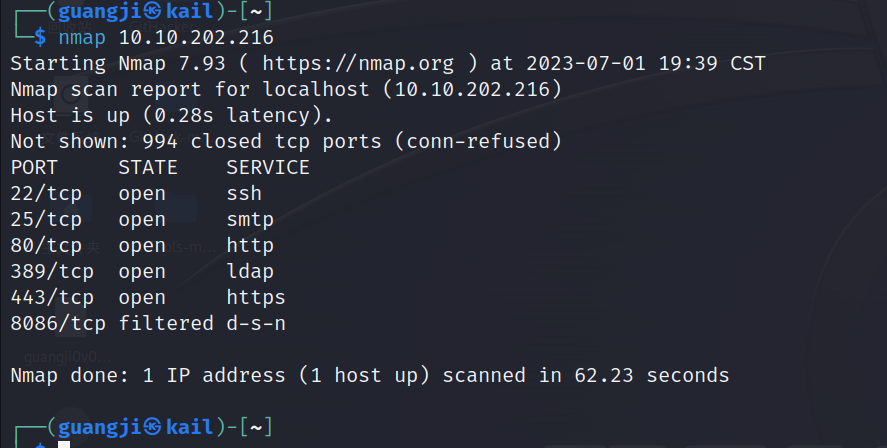 ┌──(guangji㉿kail)-[~]
└─$ nmap 10.10.202.216
Starting Nmap 7.93 ( https://nmap.org ) at 2023-07-01 19:39 CST
Nmap scan report for localhost (10.10.202.216)
Host is up (0.28s latency).
Not shown: 994 closed tcp ports (conn-refused)
PORT     STATE    SERVICE
22/tcp   open     ssh
25/tcp   open     smtp
80/tcp   open     http
389/tcp  open     ldap
443/tcp  open     https
8086/tcp filtered d-s-n
Nmap done: 1 IP address (1 host up) scanned in 62.23 seconds
┌──(guangji㉿kail)-[~]
└─$